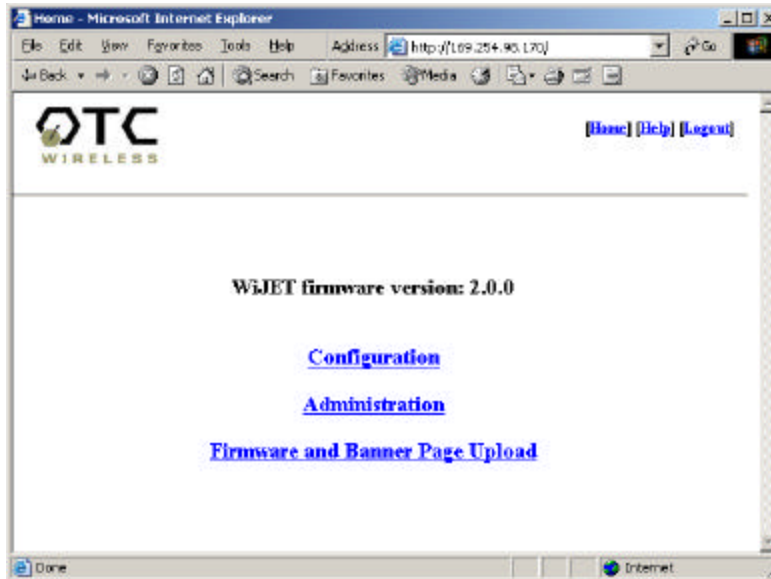 Home - Microsoft Internet Explorer
File Edit View Favorites Tools Help Address http://169.254.98.170/ Go
Back Search Favorites Media
OTC
WIRELESS
[Home] [Help] [Logout]
WiJET firmware version: 2.0.0
Configuration
Administration
Firmware and Banner Page Upload
Done Internet